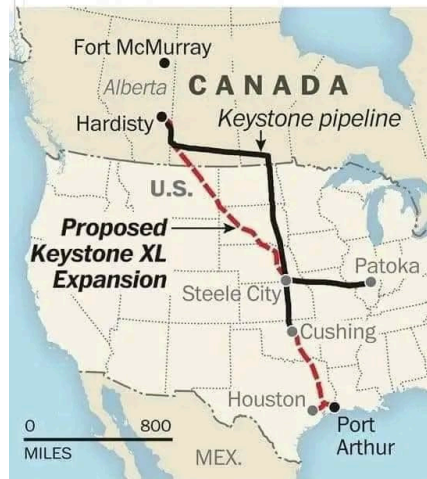 Fort McMurray
Alberta
CANADA
Hardisty
Keystone pipeline
U.S.
Proposed
Keystone XL
Expansion
Patoka
Steele City
Cushing
Houston
0 800
MILES
Port
Arthur
MEX.